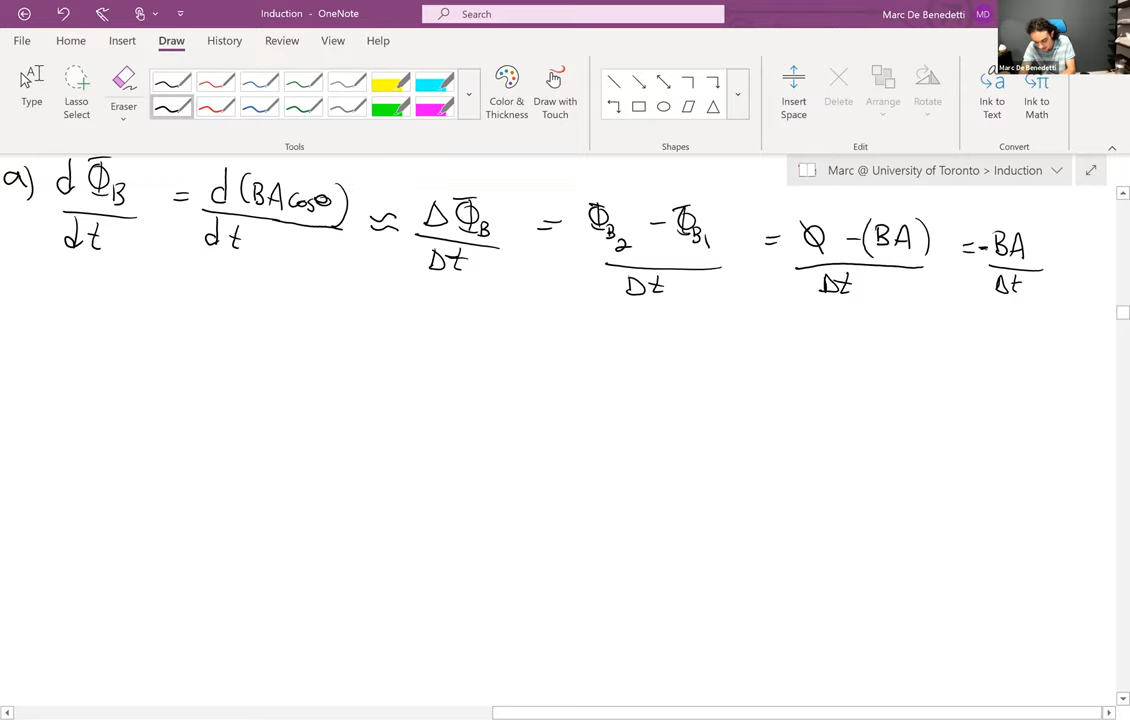 Induction - OneNote
Search
Marc De Benedetti
MD
Marc De Benedetti
File Home Insert Draw History Review View Help
Type
Lasso Select
Eraser
Color & Thickness
Draw with Touch
Insert Space
Delete
Arrange
Rotate
Ink to Text
Ink to Math
Tools
Shapes
Edit
Convert
Marc @ University of Toronto > Induction
a) dΦ_B/dt = d(BAcosθ)/dt ≈ ΔΦ_B/Δt = (Φ_B₂ - Φ_B₁)/Δt = (0 - (BA))/Δt = -BA/Δt